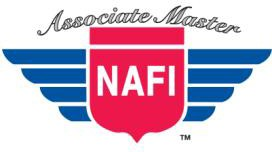 Associate Master
NAFI
™